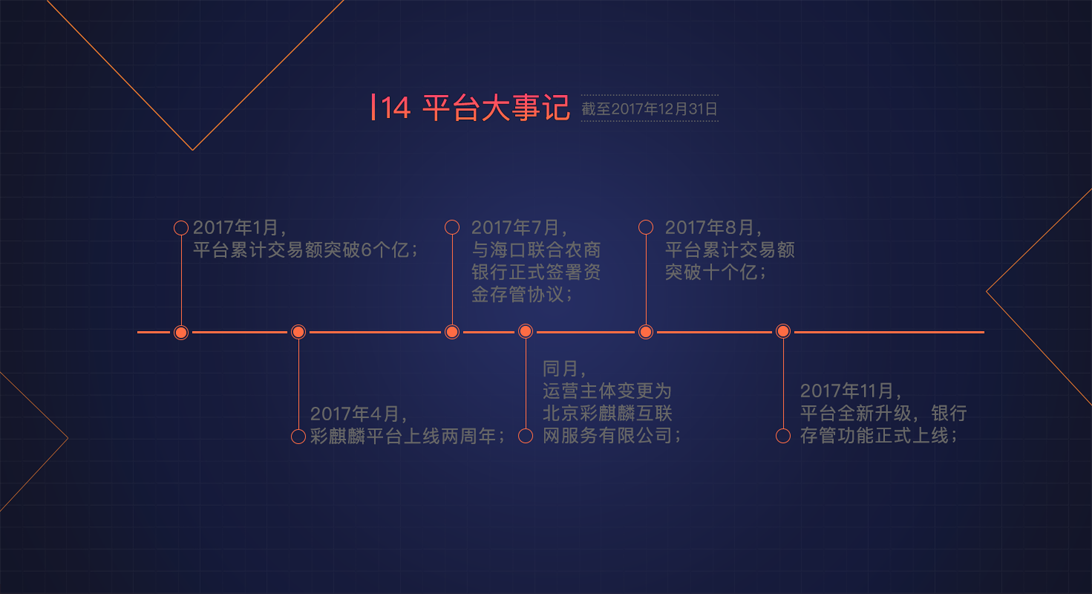 14 平台大事记 截至2017年12月31日
2017年1月，
平台累计交易额突破6个亿；
2017年4月，
彩麒麟平台上线两周年；
2017年7月，
与海口联合农商
银行正式签署资
金存管协议；
同月，
运营主体变更为
北京彩麒麟互联
网服务有限公司；
2017年8月，
平台累计交易额
突破十个亿；
2017年11月，
平台全新升级，银行
存管功能正式上线；